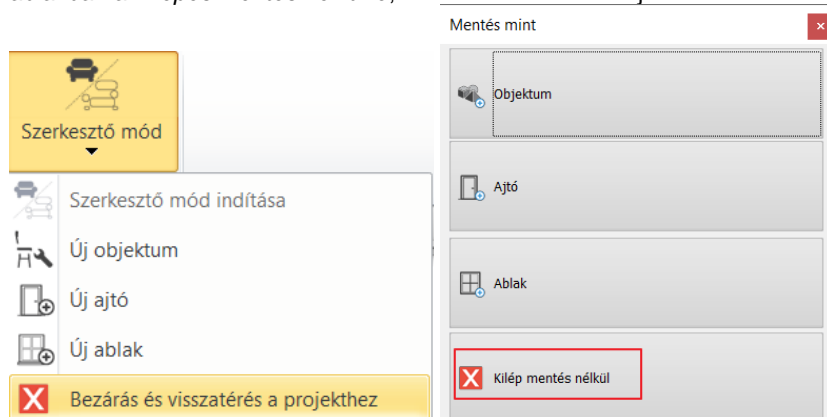 Mentés mint
Objektum
Ajtó
Ablak
Kilép mentés nélkül
Szerkesztő mód
Szerkesztő mód indítása
Új objektum
Új ajtó
Új ablak
Bezárás és visszatérés a projekthez